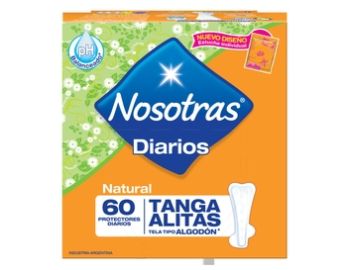 pH
Balanceado
NUEVO DISEÑO
Estuche individual
Nosotras®
Diarios
Natural
60
PROTECTORES
DIARIOS
TANGA
ALITAS
TELA TIPO ALGODÓN*
INDUSTRIA ARGENTINA